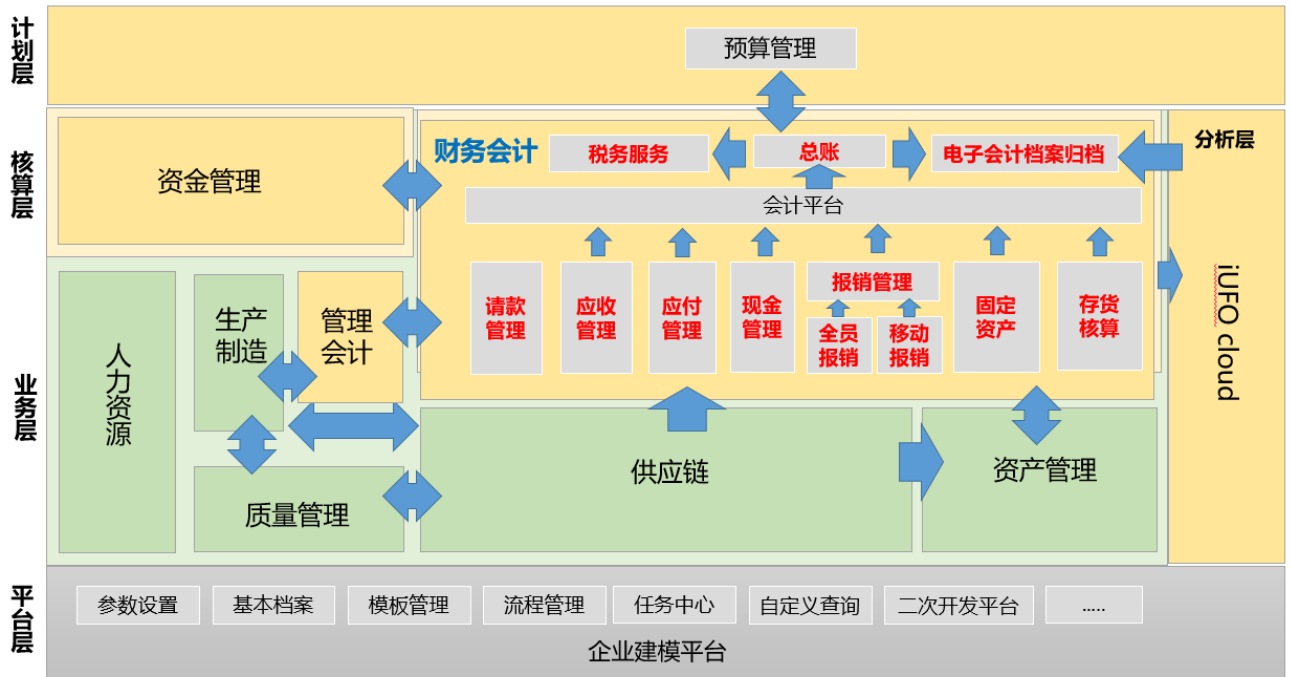 计划层
预算管理
核算层
资金管理
财务会计
税务服务
总账
电子会计档案归档
分析层
会计平台
请款
管理
应收
管理
应付
管理
现金
管理
报销管理
全员
报销
移动
报销
固定
资产
存货
核算
iUFO cloud
业务层
人力资源
生产
制造
管理
会计
质量管理
供应链
资产管理
平台层
参数设置
基本档案
模板管理
流程管理
任务中心
自定义查询
二次开发平台
.....
企业建模平台